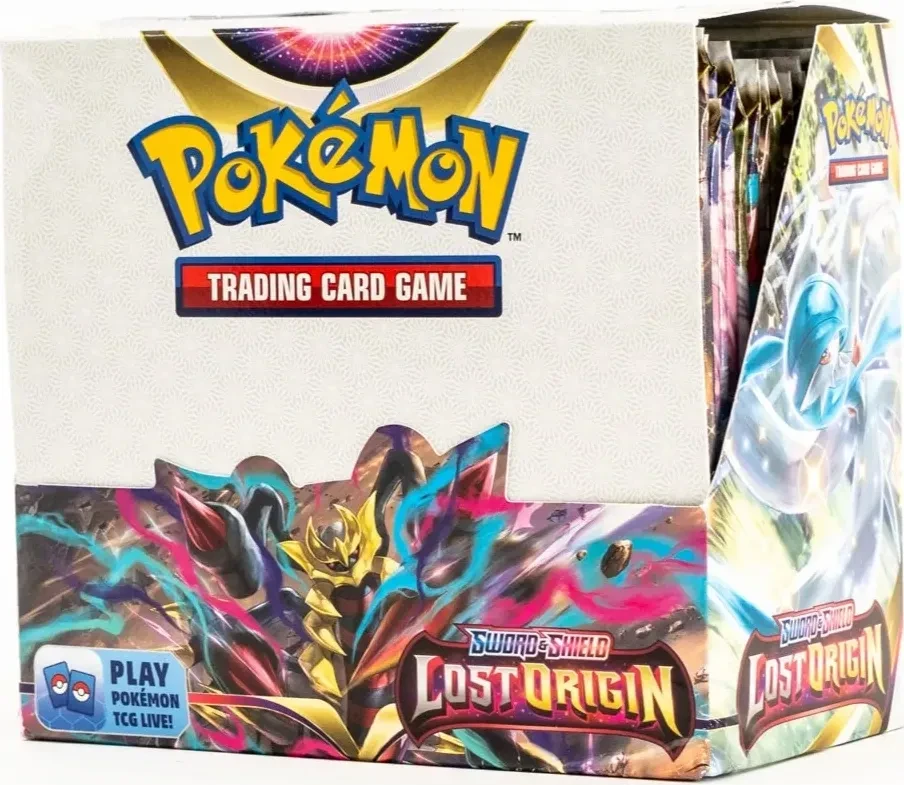 POKéMON
TM
TRADING CARD GAME
PLAY
POKÉMON
TCG LIVE!
SWORD & SHIELD
LOST ORIGIN
POKéMON
TRADING CARD GAME
SWORD & SHIELD
LOST ORIGIN